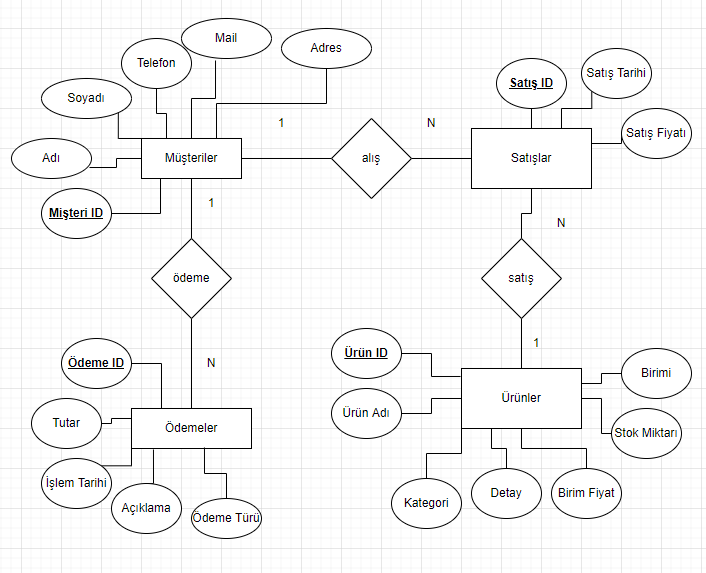 Mail
Adres
Telefon
Soyadı
Adı
Mişteri ID
Müşteriler
1
alış
N
Satış ID
Satış Tarihi
Satış Fiyatı
Satışlar
1
ödeme
N
satış
N
1
Ödeme ID
Tutar
İşlem Tarihi
Açıklama
Ödeme Türü
Ödemeler
Ürün ID
Ürün Adı
Ürünler
Birimi
Stok Miktarı
Kategori
Detay
Birim Fiyat